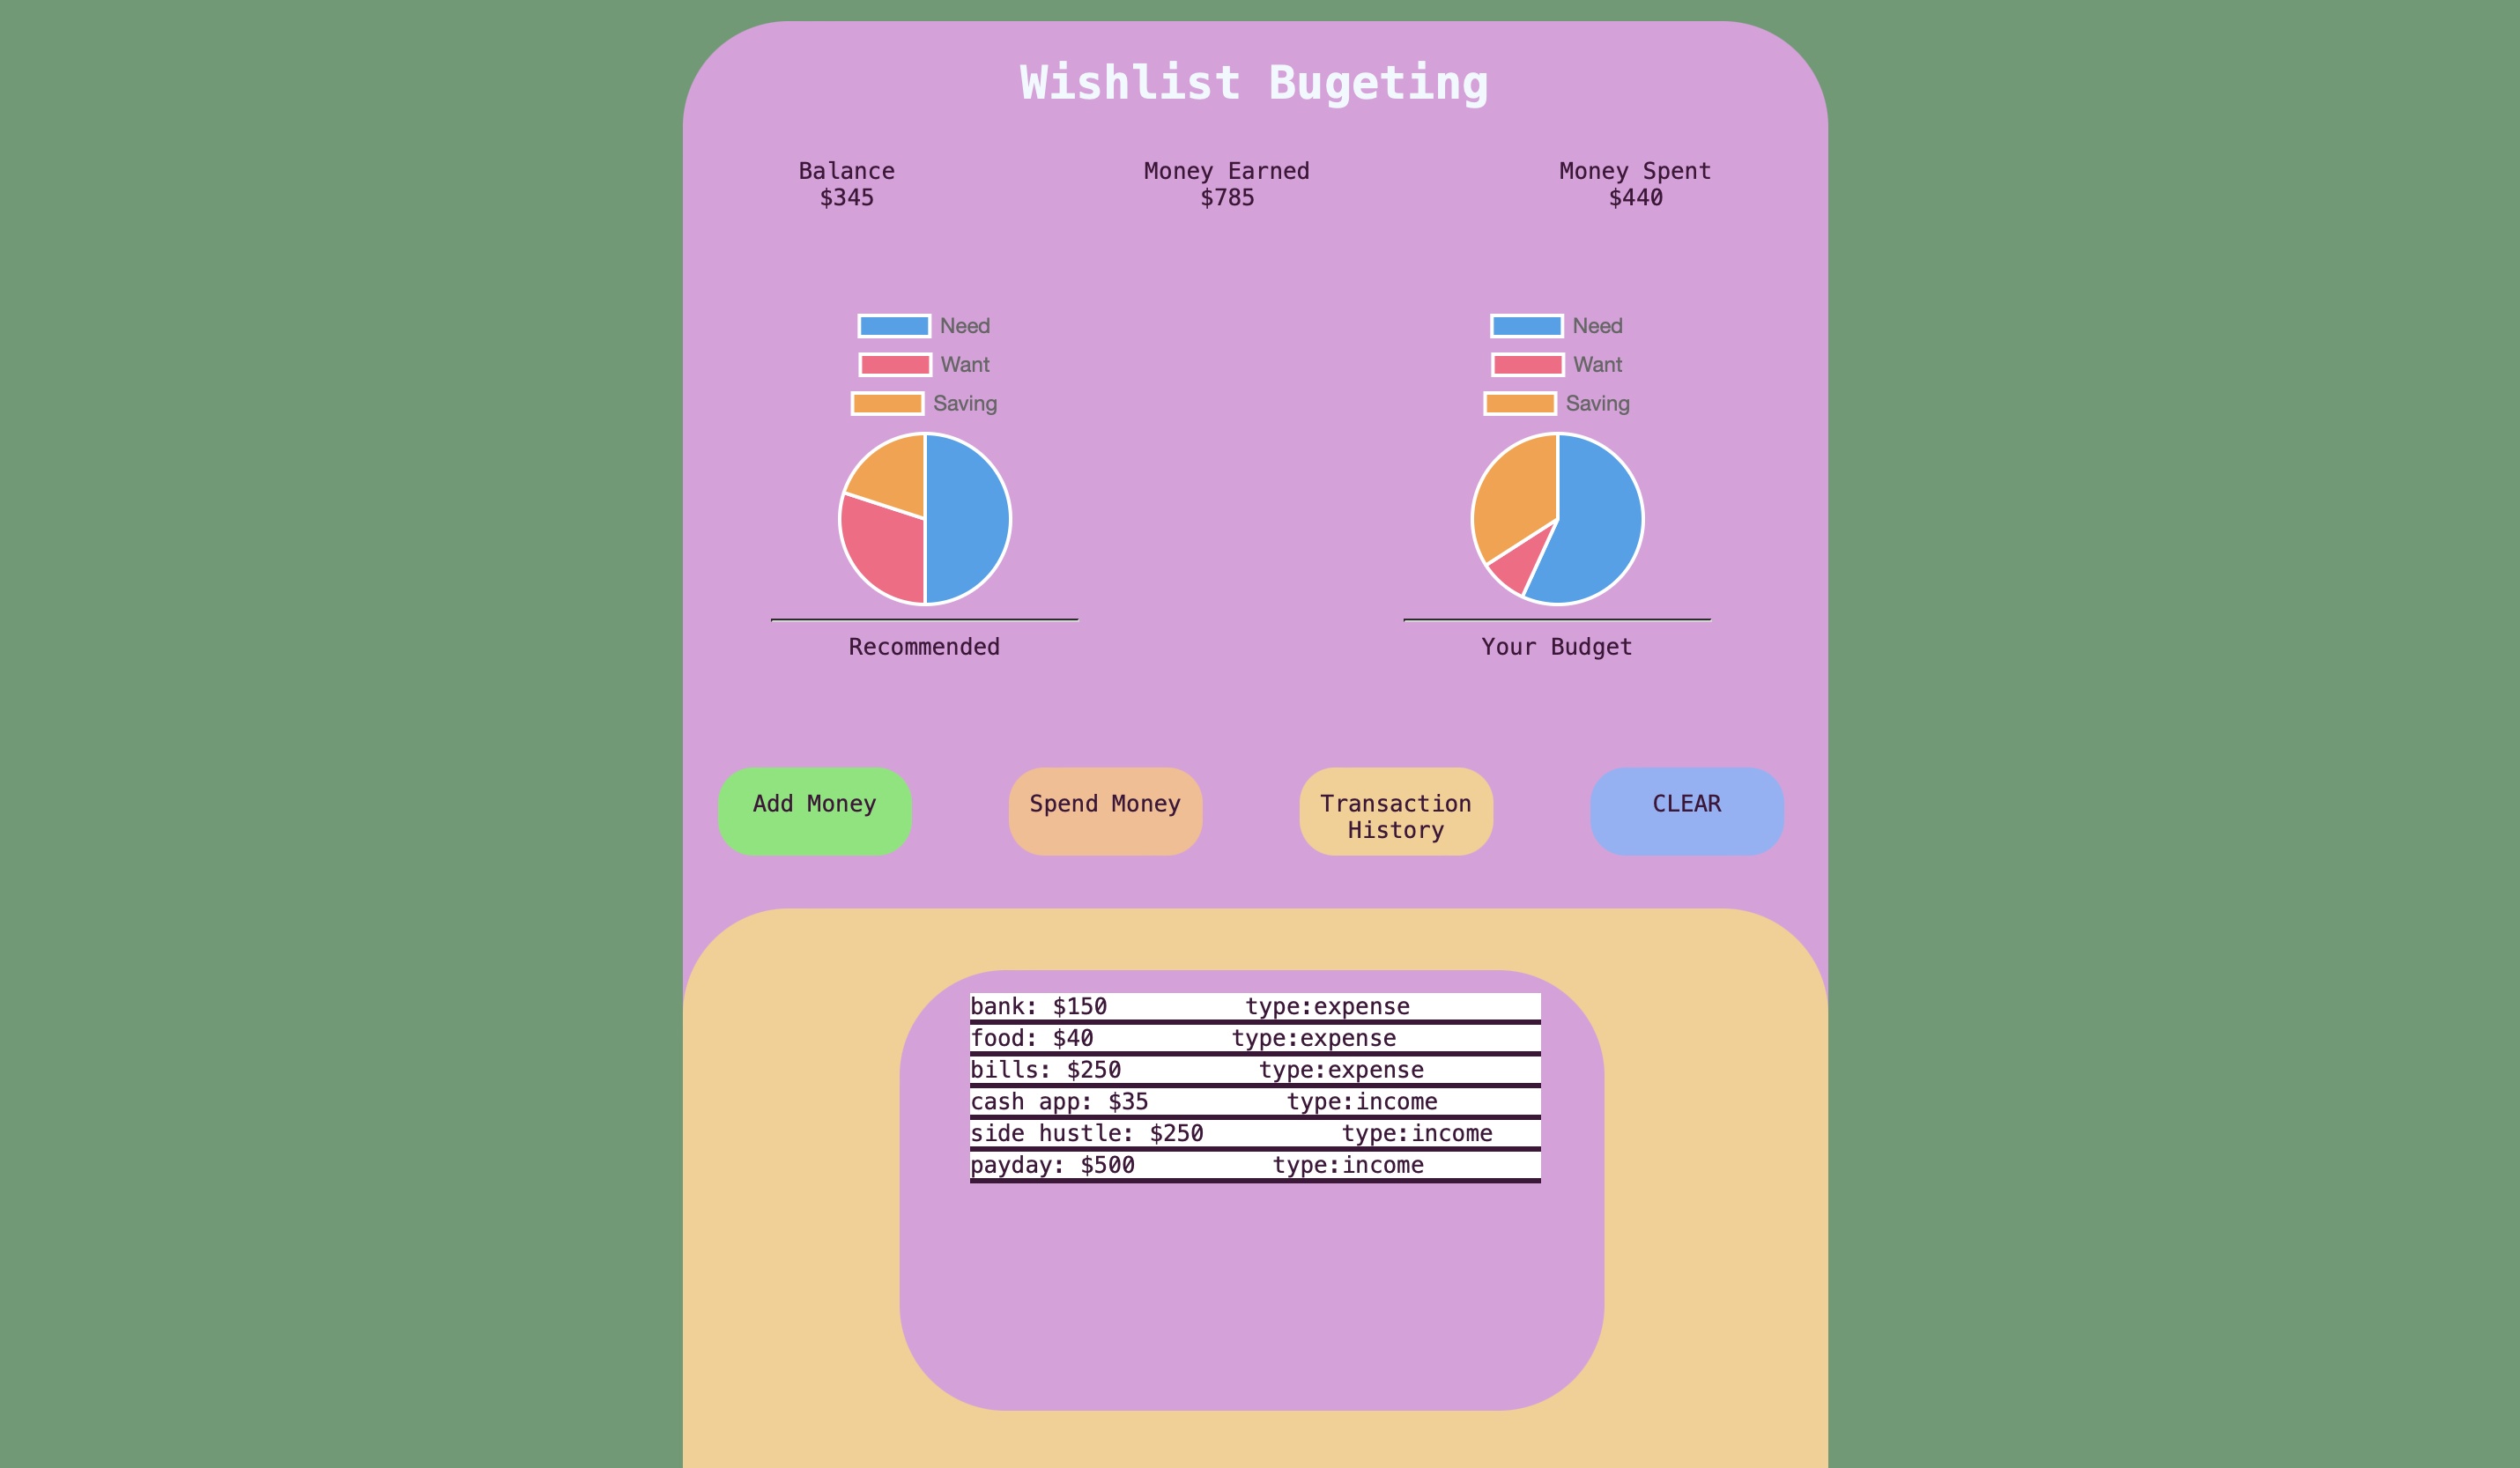 Wishlist Bugeting
Balance
$345
Money Earned
$785
Money Spent
$440
Need
Want
Saving
Recommended
Need
Want
Saving
Your Budget
Add Money
Spend Money
Transaction
History
CLEAR
bank: $150 type:expense
food: $40 type:expense
bills: $250 type:expense
cash app: $35 type:income
side hustle: $250 type:income
payday: $500 type:income